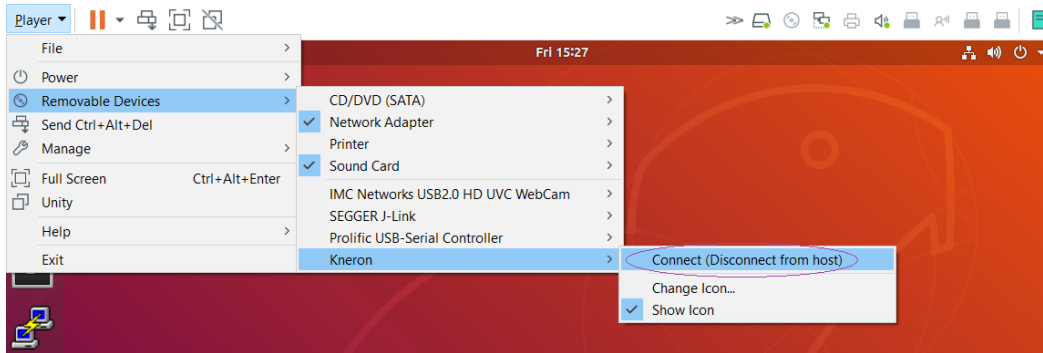 Player
File
Fri 15:27
Power
Removable Devices
CD/DVD (SATA)
Send Ctrl+Alt+Del
Network Adapter
Manage
Printer
Sound Card
Full Screen Ctrl+Alt+Enter
IMC Networks USB2.0 HD UVC WebCam
Unity
SEGGER J-Link
Help
Prolific USB-Serial Controller
Exit
Kneron
Connect (Disconnect from host)
Change Icon...
Show Icon